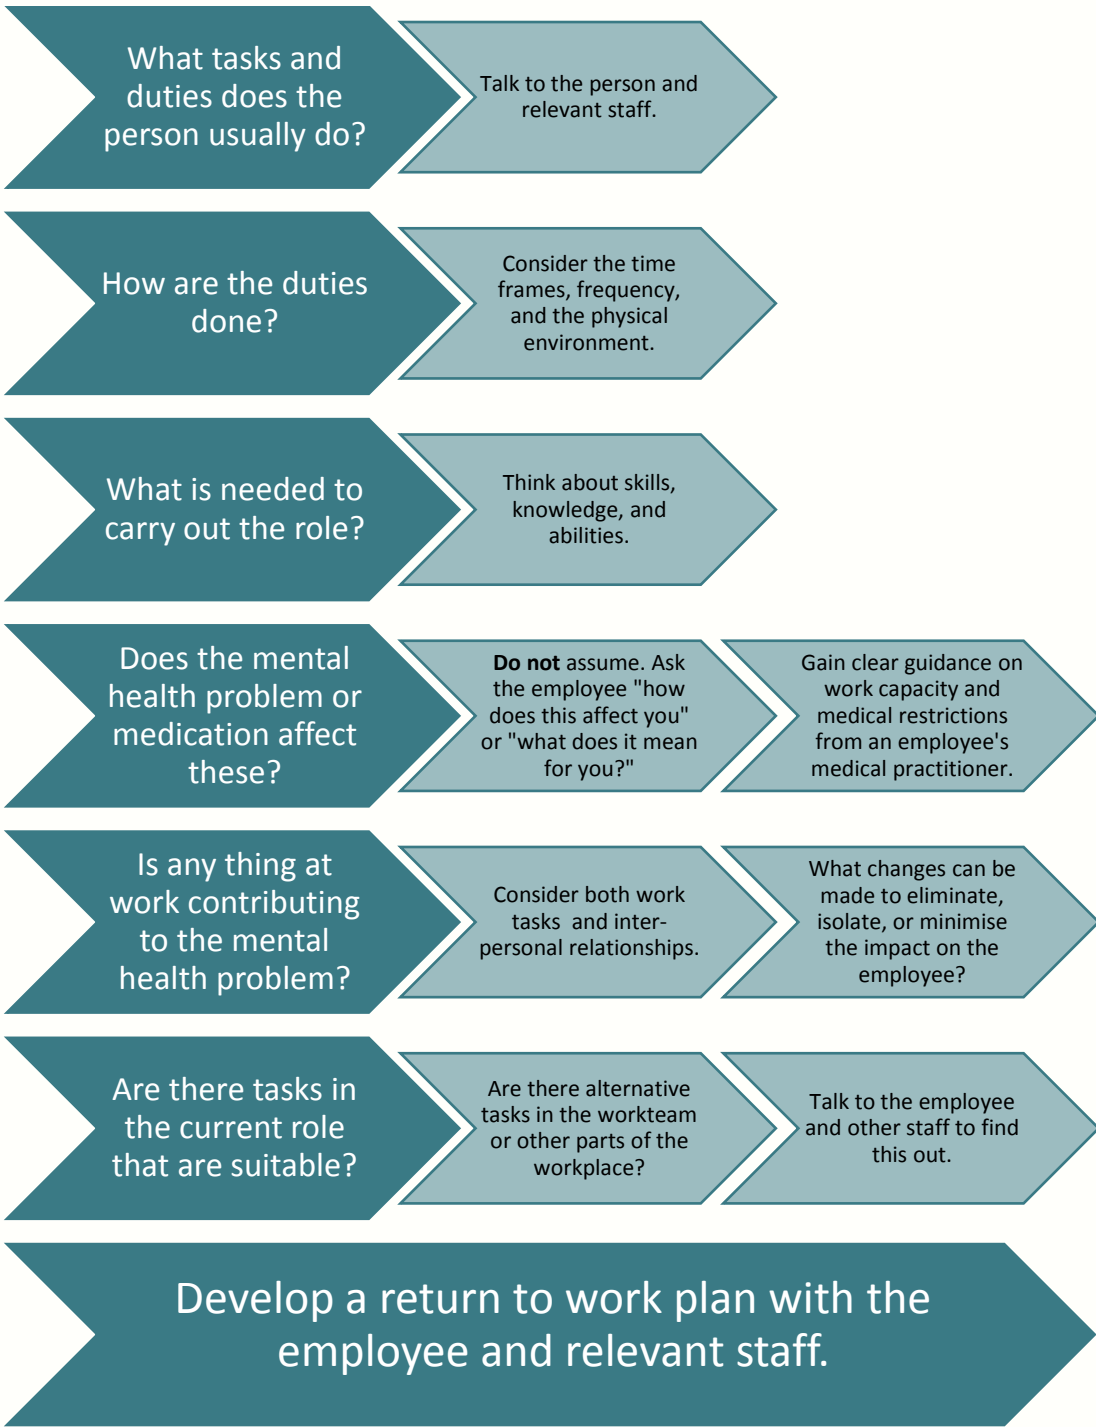 What tasks and
duties does the
person usually do?
Talk to the person and
relevant staff.
How are the duties
done?
Consider the time
frames, frequency,
and the physical
environment.
What is needed to
carry out the role?
Think about skills,
knowledge, and
abilities.
Does the mental
health problem or
medication affect
these?
Do not assume. Ask
the employee "how
does this affect you"
or "what does it mean
for you?"
Gain clear guidance on
work capacity and
medical restrictions
from an employee's
medical practitioner.
Is any thing at
work contributing
to the mental
health problem?
Consider both work
tasks  and inter-
personal relationships.
What changes can be
made to eliminate,
isolate, or minimise
the impact on the
employee?
Are there tasks in
the current role
that are suitable?
Are there alternative
tasks in the workteam
or other parts of the
workplace?
Talk to the employee
and other staff to find
this out.
Develop a return to work plan with the
employee and relevant staff.